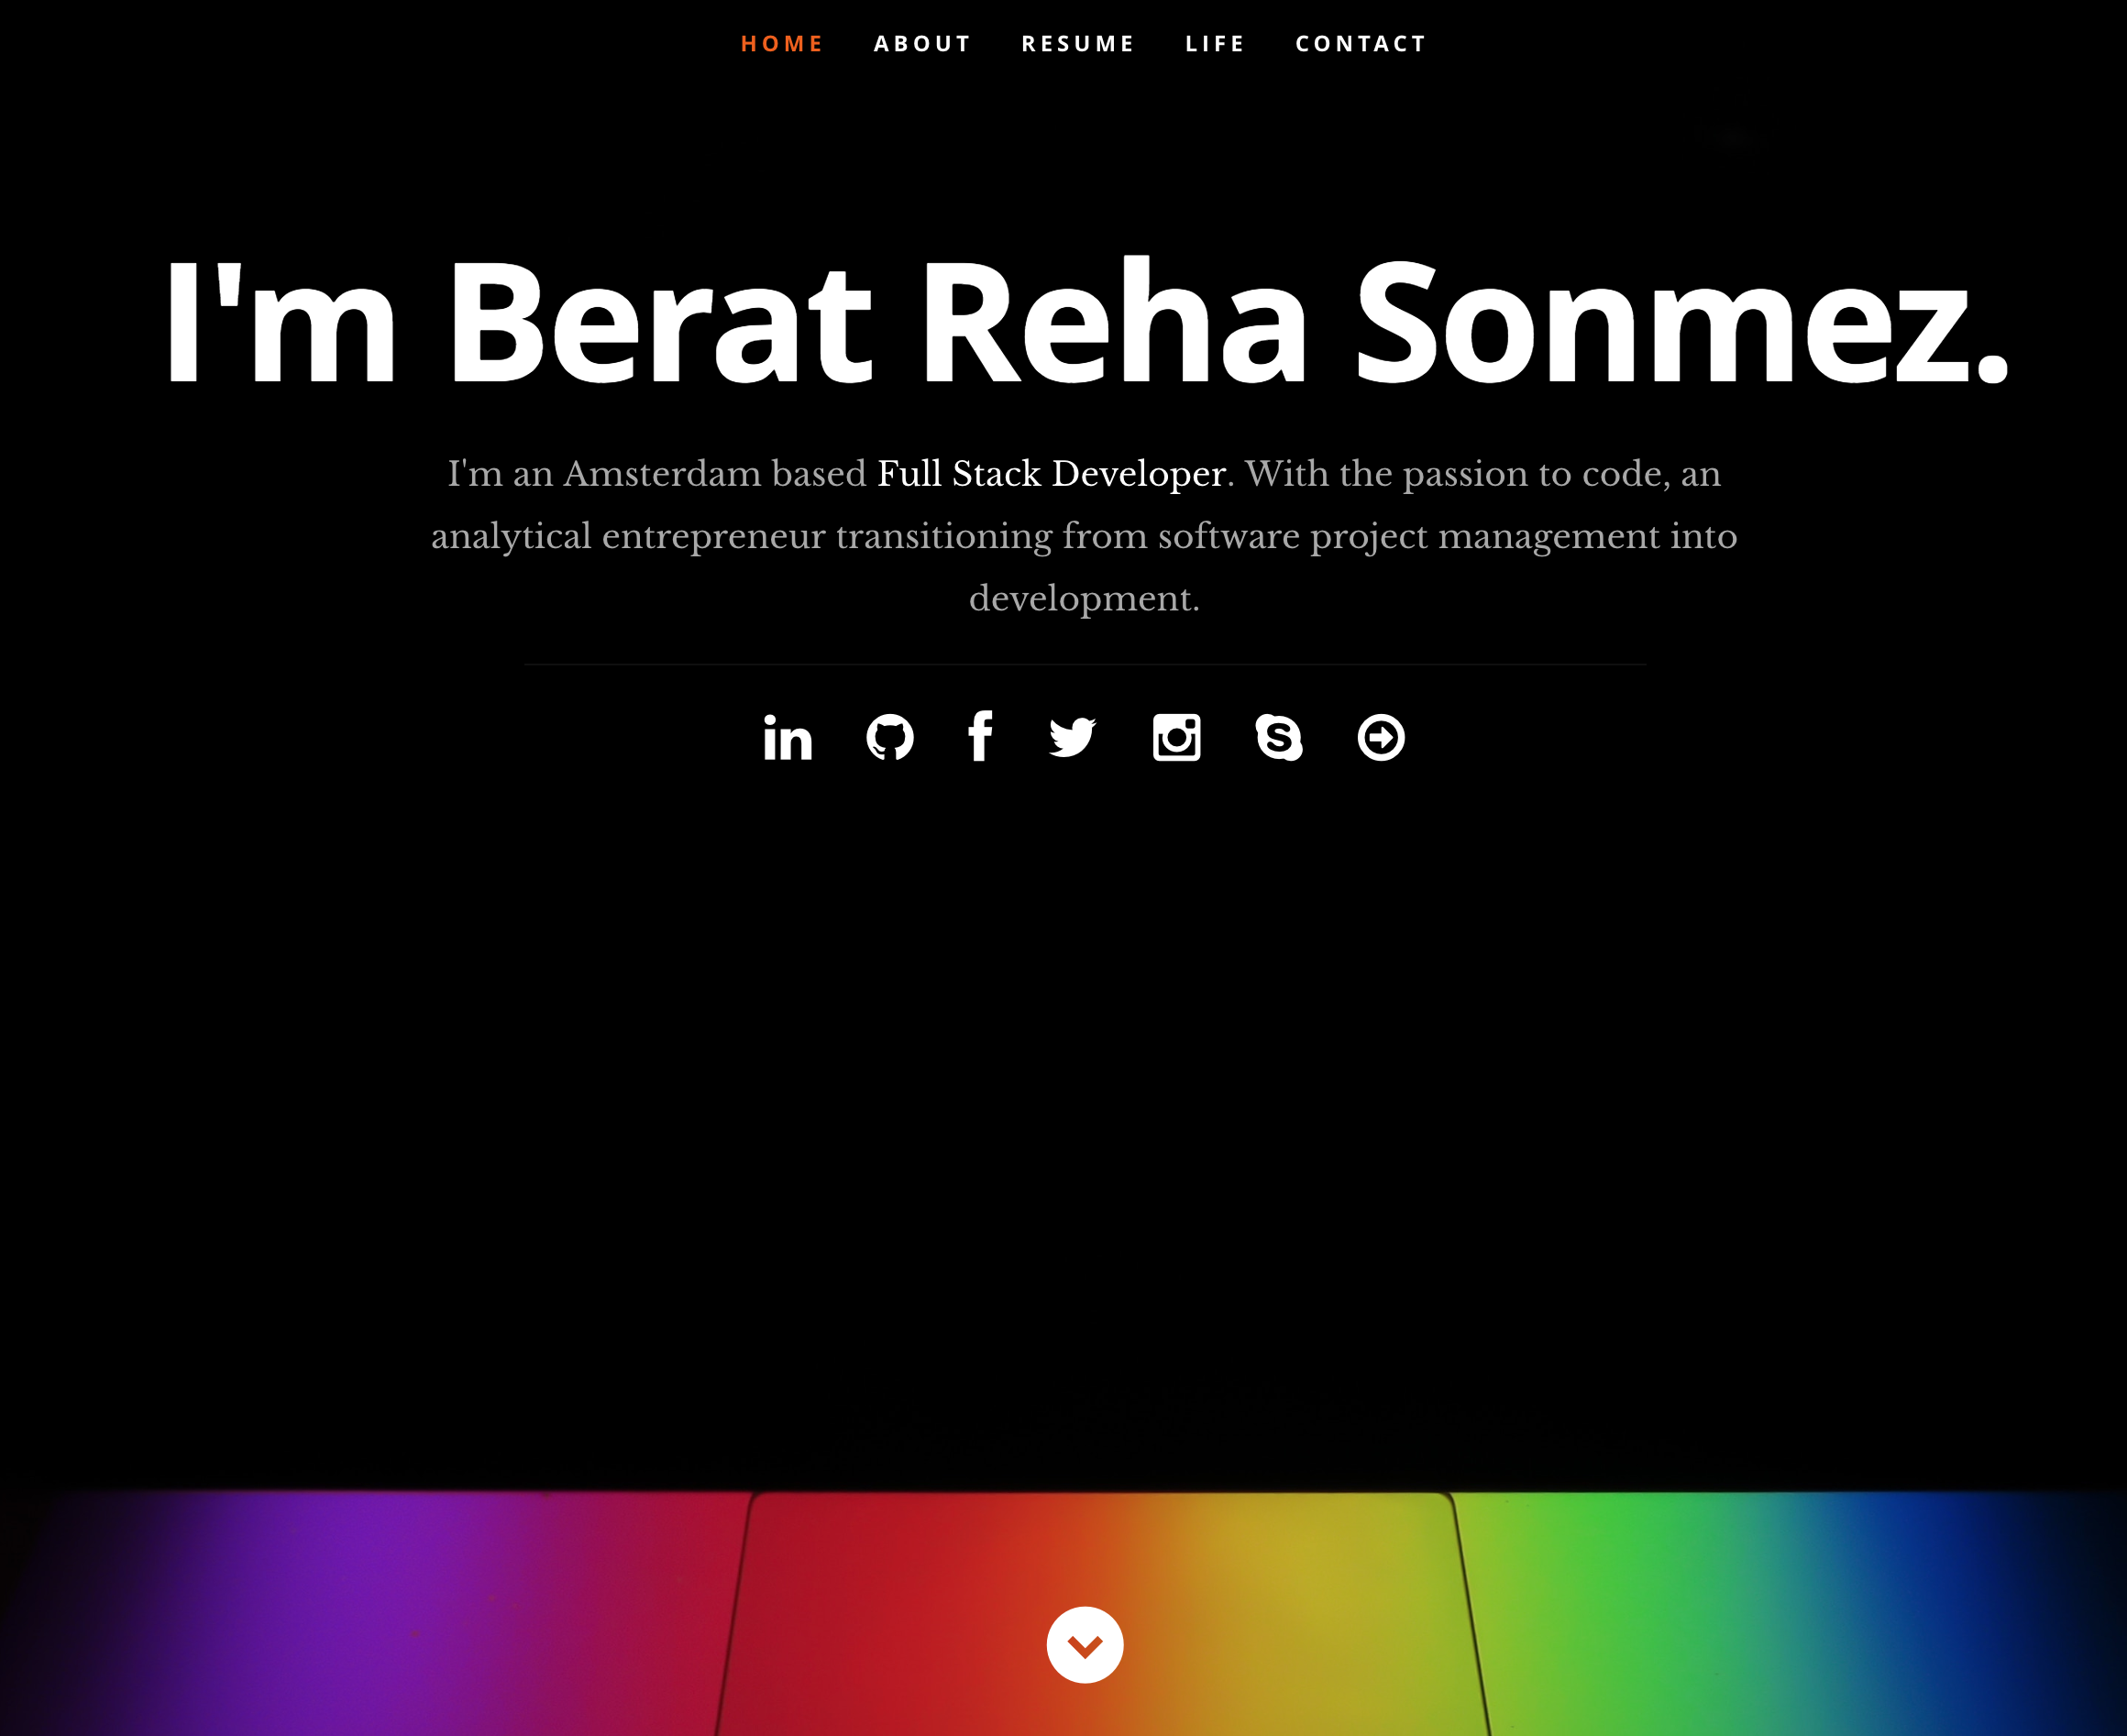 HOME ABOUT RESUME LIFE CONTACT
I'm Berat Reha Sonmez.
I'm an Amsterdam based Full Stack Developer. With the passion to code, an
analytical entrepreneur transitioning from software project management into
development.